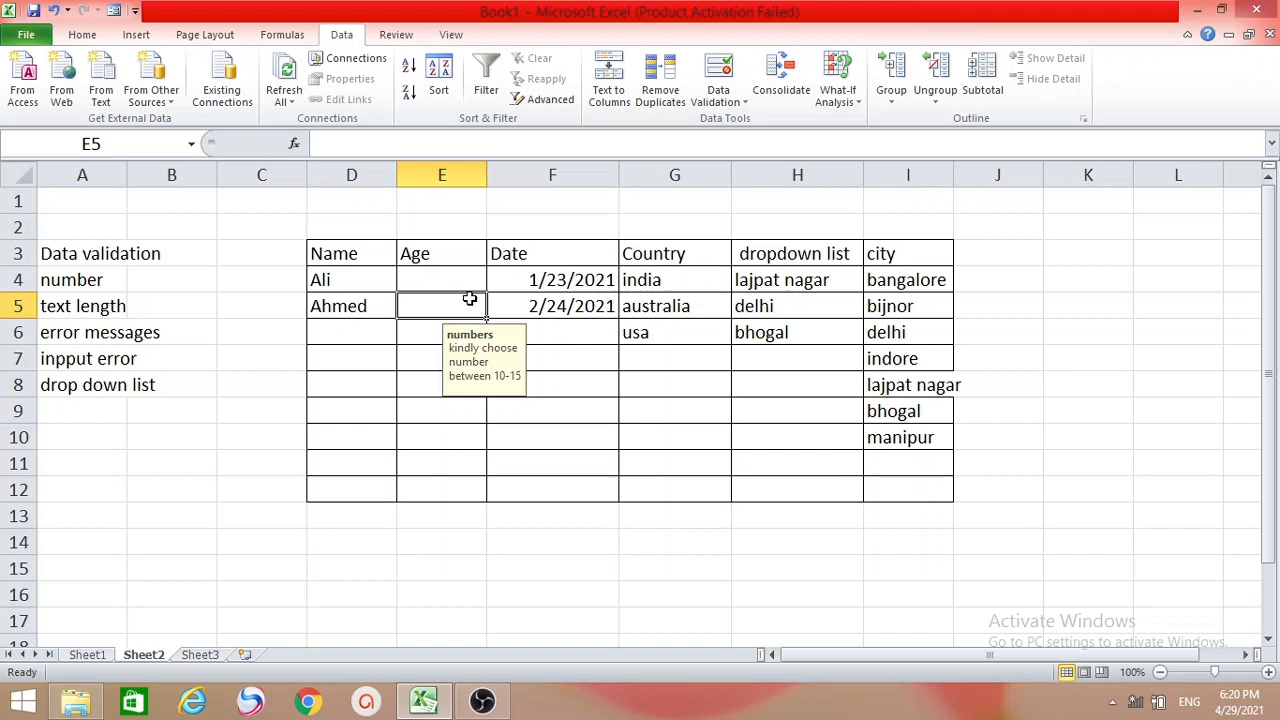 Book1 - Microsoft Excel (Product Activation Failed)
File Home Insert Page Layout Formulas Data Review View
From Access
From Web
From Text
From Other Sources
Existing Connections
Get External Data
Refresh All
Connections
Properties
Edit Links
Connections
Sort
Filter
Clear
Reapply
Advanced
Sort & Filter
Text to Columns
Remove Duplicates
Data Validation
Consolidate
What-If Analysis
Data Tools
Group
Ungroup
Subtotal
Show Detail
Hide Detail
Outline
E5 fx
A B C D E F G H I J K L
1
2
3 Data validation Name Age Date Country dropdown list city
4 number Ali 1/23/2021 india lajpat nagar bangalore
5 text length Ahmed 2/24/2021 australia delhi bijnor
6 error messages usa bhogal delhi
7 inpput error indore
8 drop down list lajpat nagar
9 bhogal
10 manipur
11
12
13
14
15
16
17
18
numbers
kindly choose
number
between 10-15
Activate Windows
Go to PC settings to activate Windows.
Sheet1 Sheet2 Sheet3
Ready 100%
ENG 6:20 PM
4/29/2021